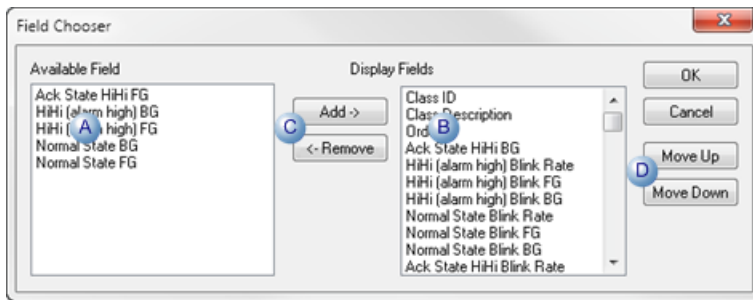 Field Chooser
Available Field
Ack State HiHi FG
HiHi (alarm high) BG
HiHi (alarm high) FG
Normal State BG
Normal State FG
A
Add ->
<- Remove
C
Display Fields
Class ID
Class Description
Ord
Ack State HiHi BG
HiHi (alarm high) Blink Rate
HiHi (alarm high) Blink FG
HiHi (alarm high) Blink BG
Normal State Blink Rate
Normal State Blink FG
Normal State Blink BG
Ack State HiHi Blink Rate
B
OK
Cancel
Move Up
Move Down
D